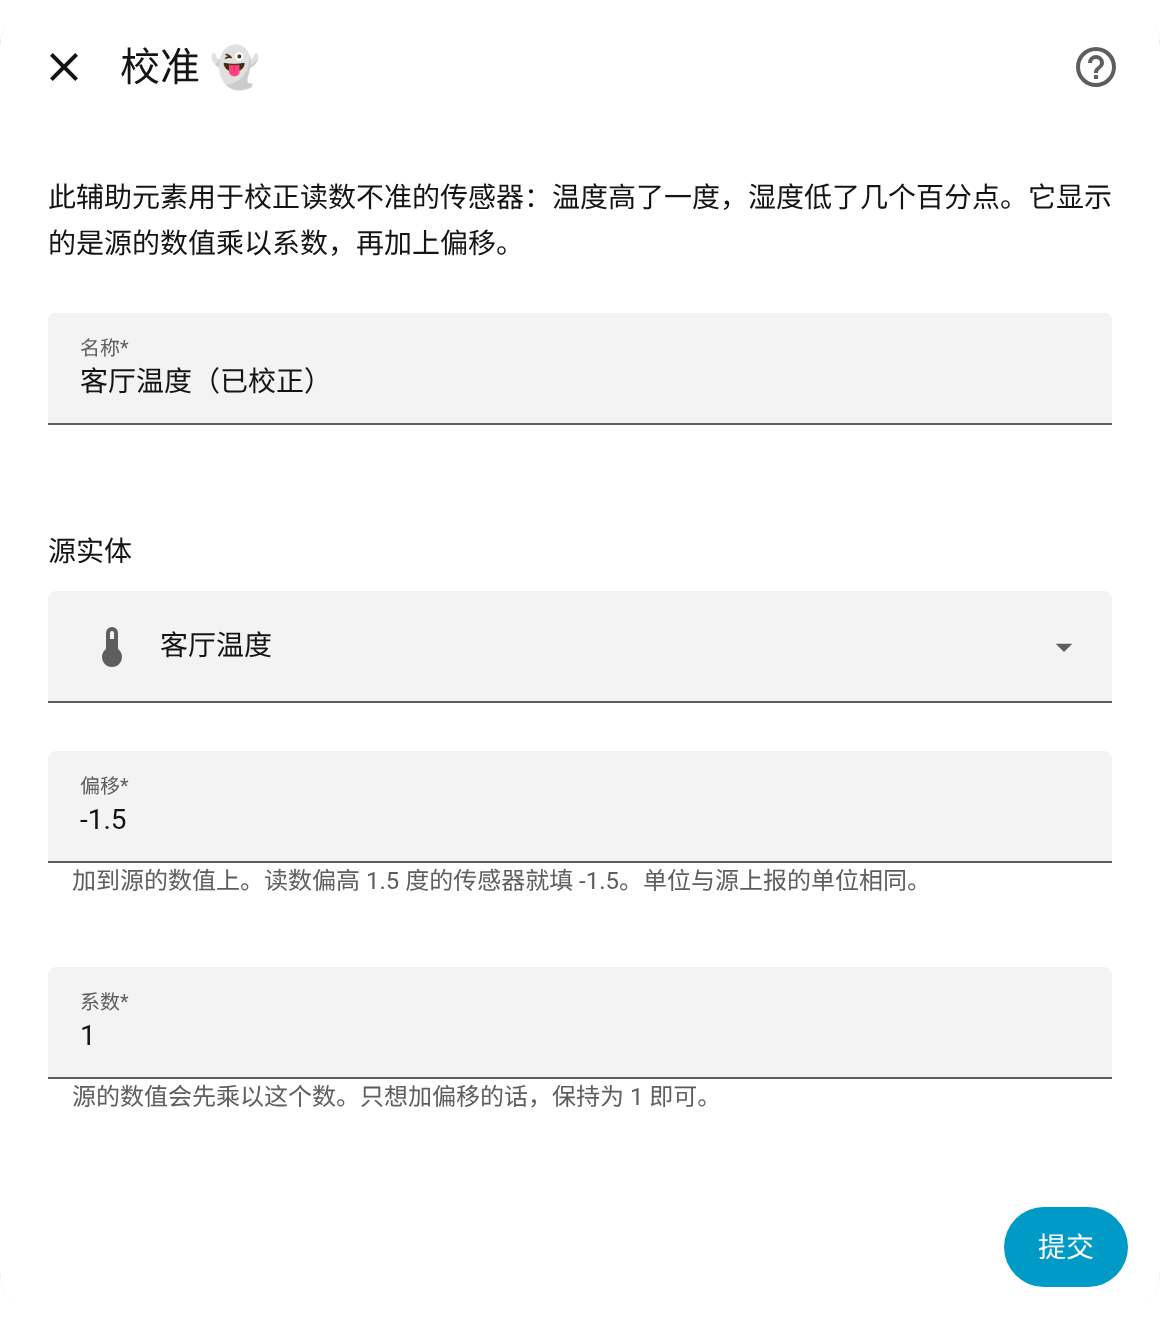 校准 👻
此辅助元素用于校正读数不准的传感器：温度高了一度，湿度低了几个百分点。它显示
的是源的数值乘以系数，再加上偏移。
名称*
客厅温度（已校正）
源实体
客厅温度
偏移*
-1.5
加到源的数值上。读数偏高 1.5 度的传感器就填 -1.5。单位与源上报的单位相同。
系数*
1
源的数值会先乘以这个数。只想加偏移的话，保持为 1 即可。
提交